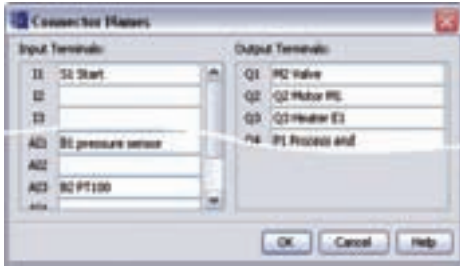 Connector Names
Input Terminals:
I1 S1 Start
I2
I3
AI1 B1 pressure sensor
AI2
AI3 B2 PT100
Output Terminals:
Q1 M2 Valve
Q2 Q2 Motor M1
Q3 Q3 Heater E1
Q4 P1 Process end
OK Cancel Help